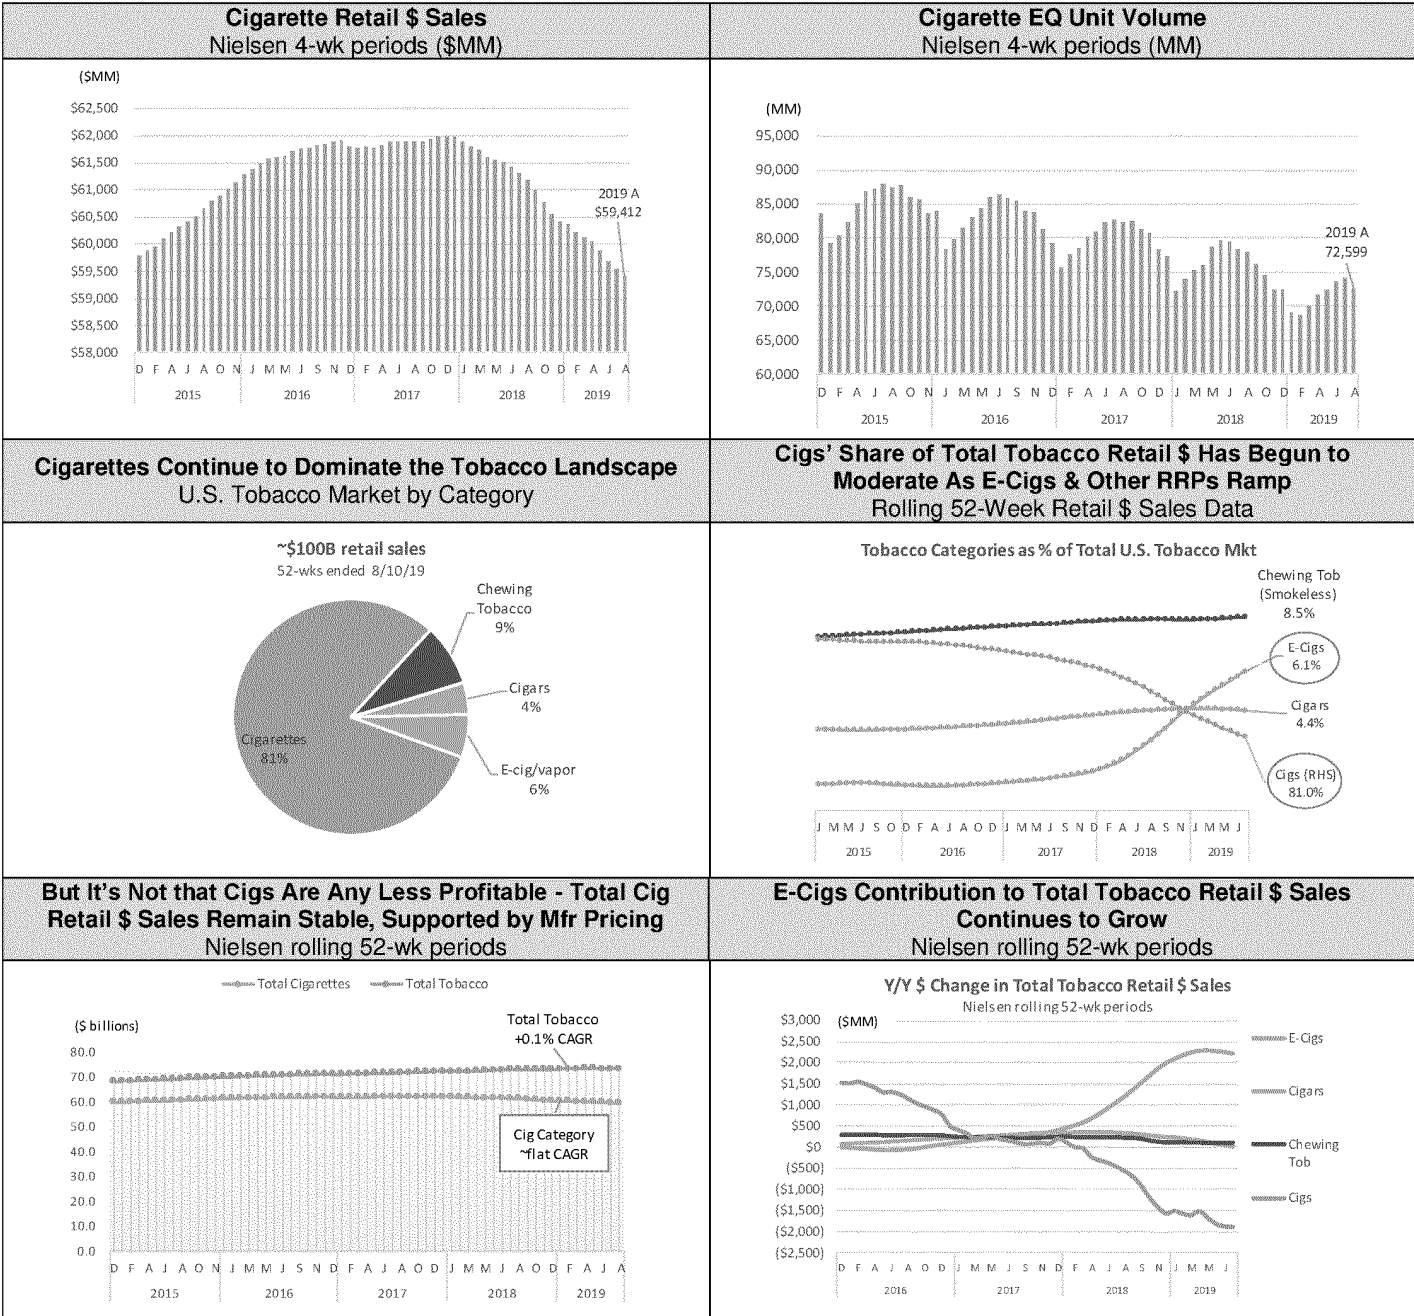 Cigarette Retail $ Sales
Nielsen 4-wk periods ($MM)
($MM)
$62,500
$62,000
$61,500
$61,000
$60,500
$60,000
$59,500
$59,000
$58,500
$58,000
2019 A
$59,412
D F A J A O N J M M J S N D F A J A O D J M M J S N D F A J A
2015 2016 2017 2018 2019
Cigarette EQ Unit Volume
Nielsen 4-wk periods (MM)
(MM)
95,000
90,000
85,000
80,000
75,000
70,000
65,000
60,000
2019 A
72,599
D F A J A O N J M M J S N D F A J A O D J M M J S N D F A J A
2015 2016 2017 2018 2019
Cigarettes Continue to Dominate the Tobacco Landscape
U.S. Tobacco Market by Category
~$100B retail sales
52-wks ended 8/10/19
Chewing
Tobacco
9%
Cigars
4%
Cigarettes
81%
E-cig/vapor
6%
Cigs' Share of Total Tobacco Retail $ Has Begun to
Moderate As E-Cigs & Other RRPs Ramp
Rolling 52-Week Retail $ Sales Data
Tobacco Categories as % of Total U.S. Tobacco Mkt
Chewing Tob
(Smokeless)
8.5%
E-Cigs
6.1%
Cigars
4.4%
Cigs (RHS)
81.0%
J M M J S O D F A J A O D J M M J S N D F A J A O N J M M J
2015 2016 2017 2018 2019
But It's Not that Cigs Are Any Less Profitable - Total Cig
Retail $ Sales Remain Stable, Supported by Mfr Pricing
Nielsen rolling 52-wk periods
Total Cigarettes Total Tobacco
($ billions)
80.0
70.0
60.0
50.0
40.0
30.0
20.0
10.0
0.0
Total Tobacco
+0.1% CAGR
Cig Category
~flat CAGR
D F A J A O N J M M J S N D F A J A O D J M M J S N D F A J A
2015 2016 2017 2018 2019
E-Cigs Contribution to Total Tobacco Retail $ Sales
Continues to Grow
Nielsen rolling 52-wk periods
Y/Y $ Change in Total Tobacco Retail $ Sales
Nielsen rolling 52-wk periods
($MM)
$3,000
$2,500
$2,000
$1,500
$1,000
$500
$0
($500)
($1,000)
($1,500)
($2,000)
($2,500)
E-Cigs
Cigars
Chewing
Tob
Cigs
D F A J A O D J M M J S N D F A J A O N J M M J
2016 2017 2018 2019